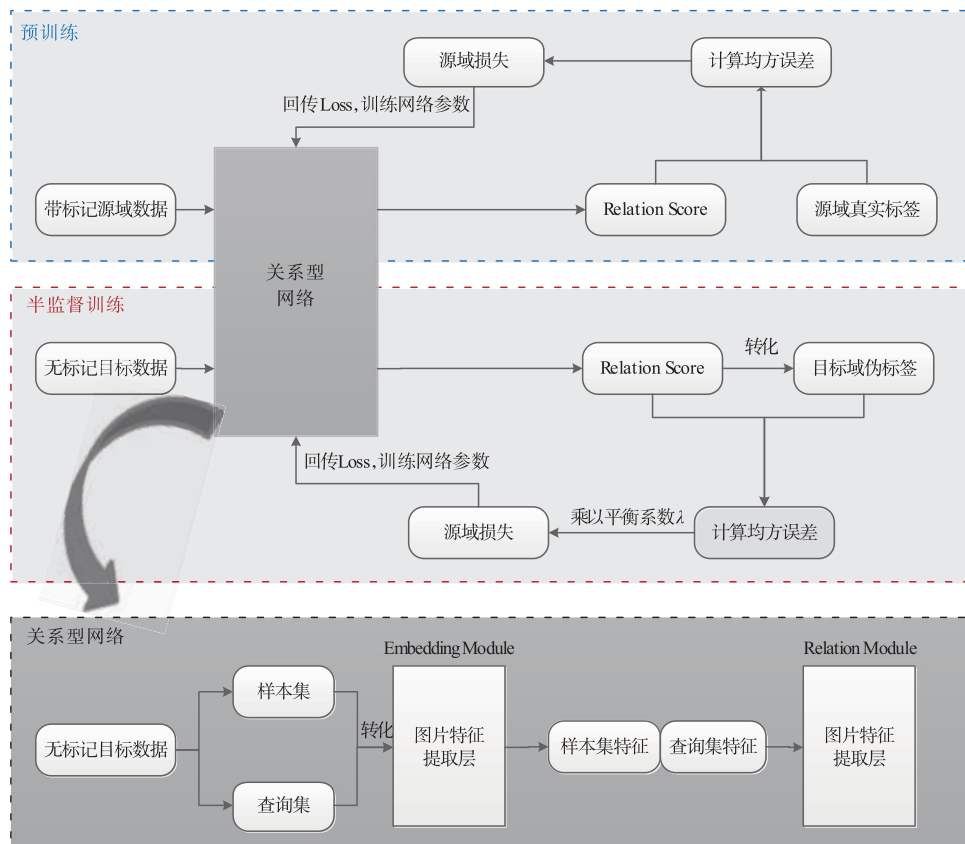 预训练
源域损失
计算均方误差
回传Loss,训练网络参数
带标记源域数据
Relation Score
源域真实标签
关系型
网络
半监督训练
无标记目标数据
Relation Score
转化
目标域伪标签
回传Loss,训练网络参数
源域损失
乘以平衡系数λ
计算均方误差
关系型网络
Embedding Module
Relation Module
无标记目标数据
样本集
查询集
转化
图片特征
提取层
样本集特征
查询集特征
图片特征
提取层